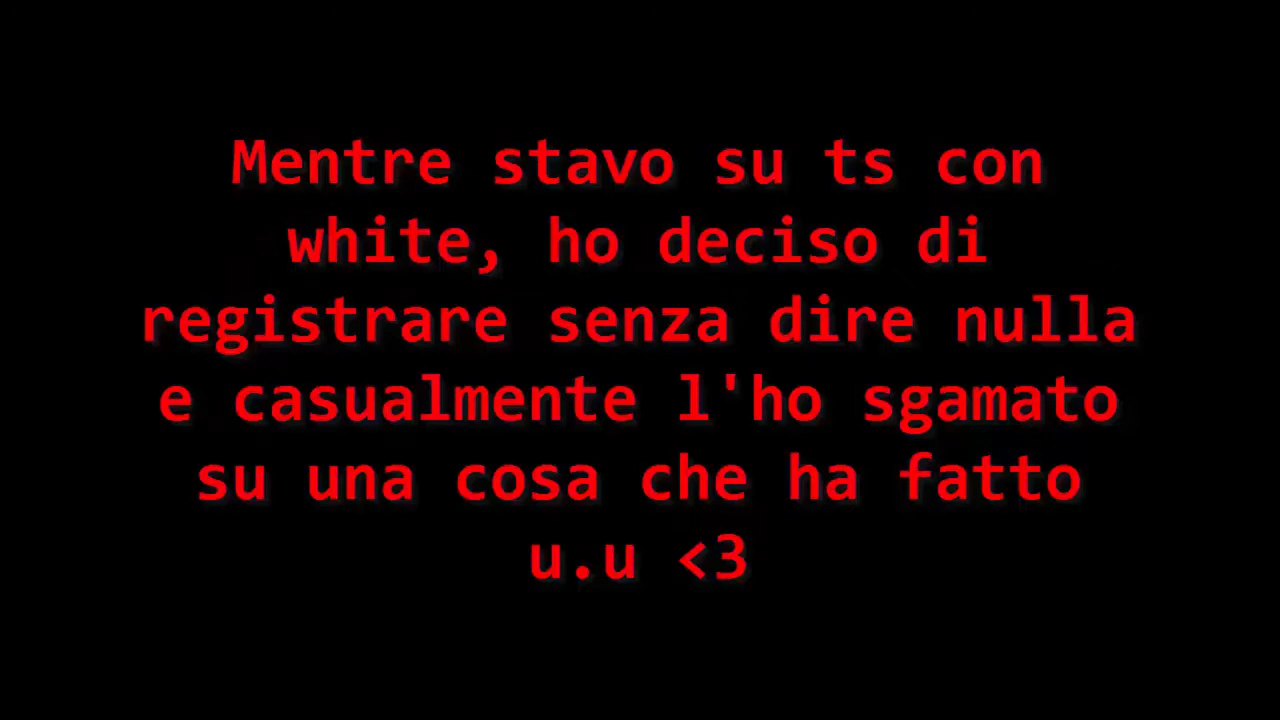 Mentre stavo su ts con
white, ho deciso di
registrare senza dire nulla
e casualmente l'ho sgamato
su una cosa che ha fatto
u.u <3